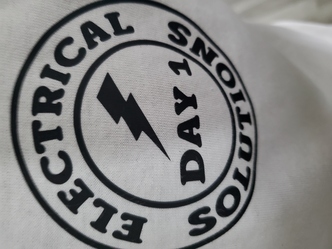 ELECTRICAL
DAY 1
SOLUTIONS